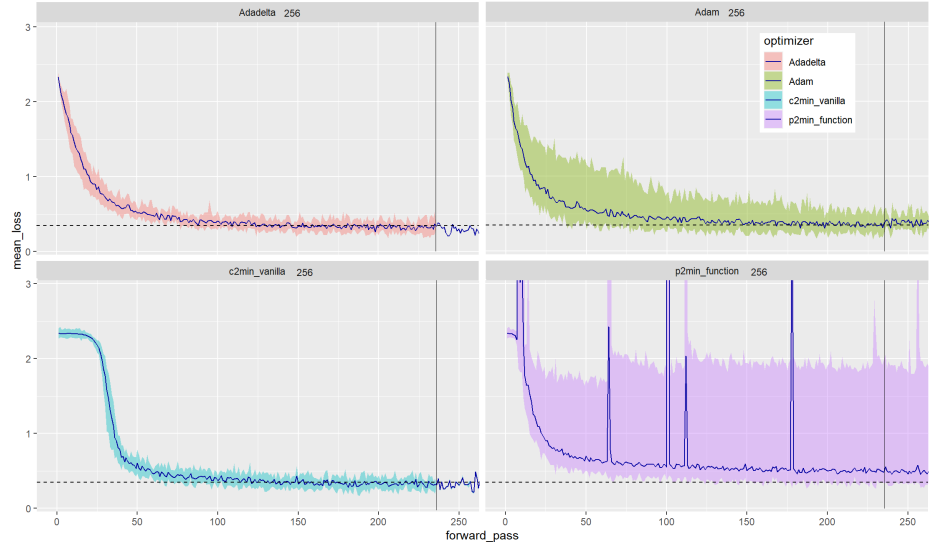 Adadelta 256
Adam 256
3
2
1
0
optimizer
Adadelta
Adam
c2min_vanilla
p2min_function
mean_loss
c2min_vanilla 256
p2min_function 256
3
2
1
0
0 50 100 150 200 250
0 50 100 150 200 250
forward_pass